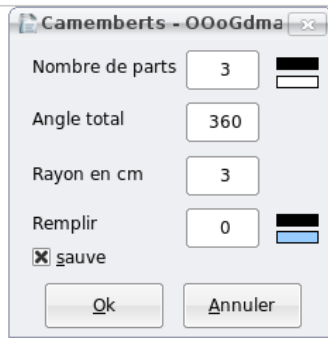 Camemberts - OOoGdma
Nombre de parts 3
Angle total 360
Rayon en cm 3
Remplir 0
sauve
Ok Annuler